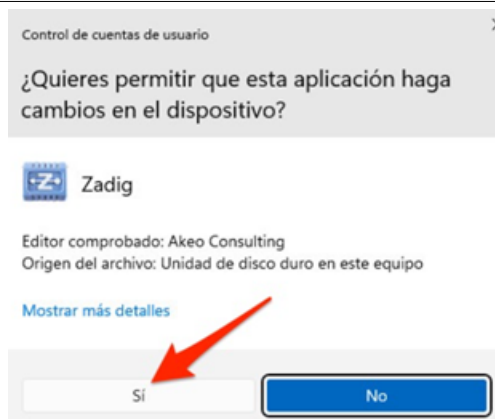 Control de cuentas de usuario
¿Quieres permitir que esta aplicación haga
cambios en el dispositivo?
Zadig
Editor comprobado: Akeo Consulting
Origen del archivo: Unidad de disco duro en este equipo
Mostrar más detalles
Sí
No